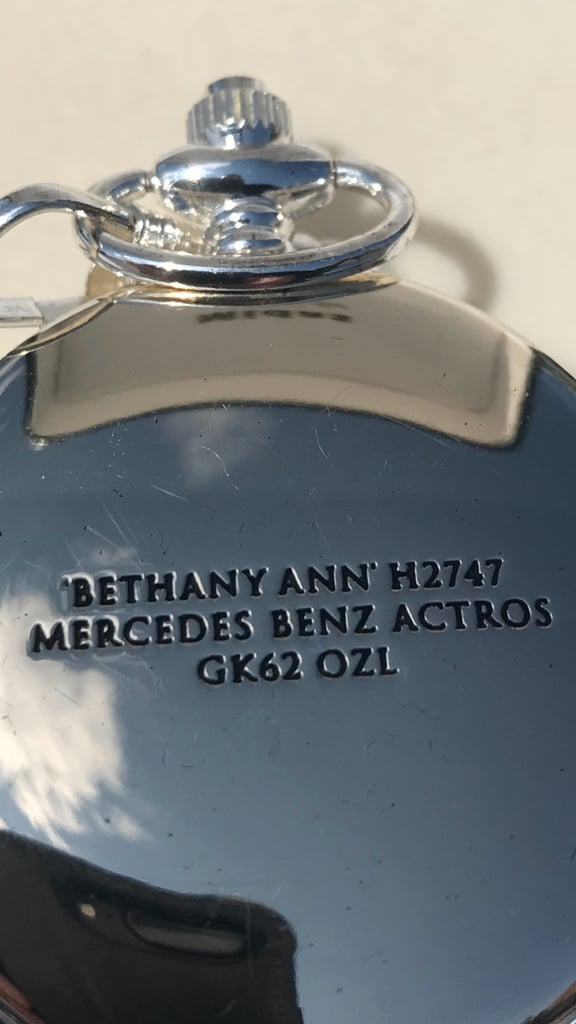 'BETHANY ANN' H2747
MERCEDES BENZ ACTROS
GK62 OZL